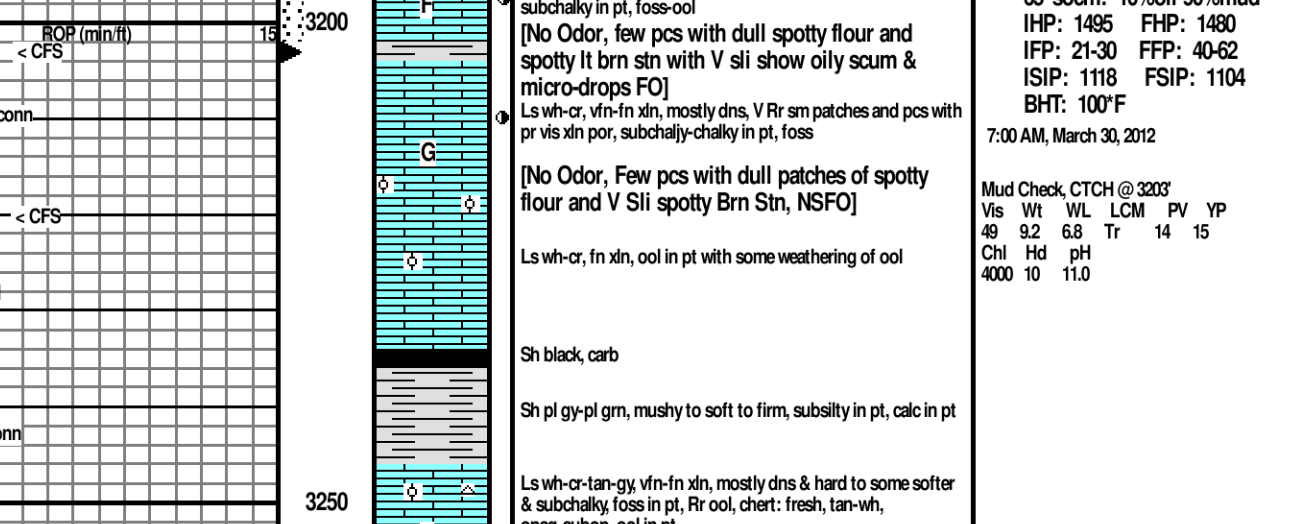 ROP (min/ft) 15
< CFS
conn
< CFS
3200
3250
F
G
subchalky in pt, foss-ool
[No Odor, few pcs with dull spotty flour and
spotty lt brn stn with V sli show oily scum &
micro-drops FO]
Ls wh-cr, vfn-fn xln, mostly dns, V Rr sm patches and pcs with
pr vis xln por, subchaljy-chalky in pt, foss
[No Odor, Few pcs with dull patches of spotty
flour and V Sli spotty Brn Stn, NSFO]
Ls wh-cr, fn xln, ool in pt with some weathering of ool
Sh black, carb
Sh pl gy-pl grn, mushy to soft to firm, subsilty in pt, calc in pt
Ls wh-cr-tan-gy, vfn-fn xln, mostly dns & hard to some softer
& subchalky, foss in pt, Rr ool, chert: fresh, tan-wh,
IHP: 1495 FHP: 1480
IFP: 21-30 FFP: 40-62
ISIP: 1118 FSIP: 1104
BHT: 100*F
7:00 AM, March 30, 2012
Mud Check, CTCH @ 3203'
Vis Wt WL LCM PV YP
49 9.2 6.8 Tr 14 15
Chl Hd pH
4000 10 11.0